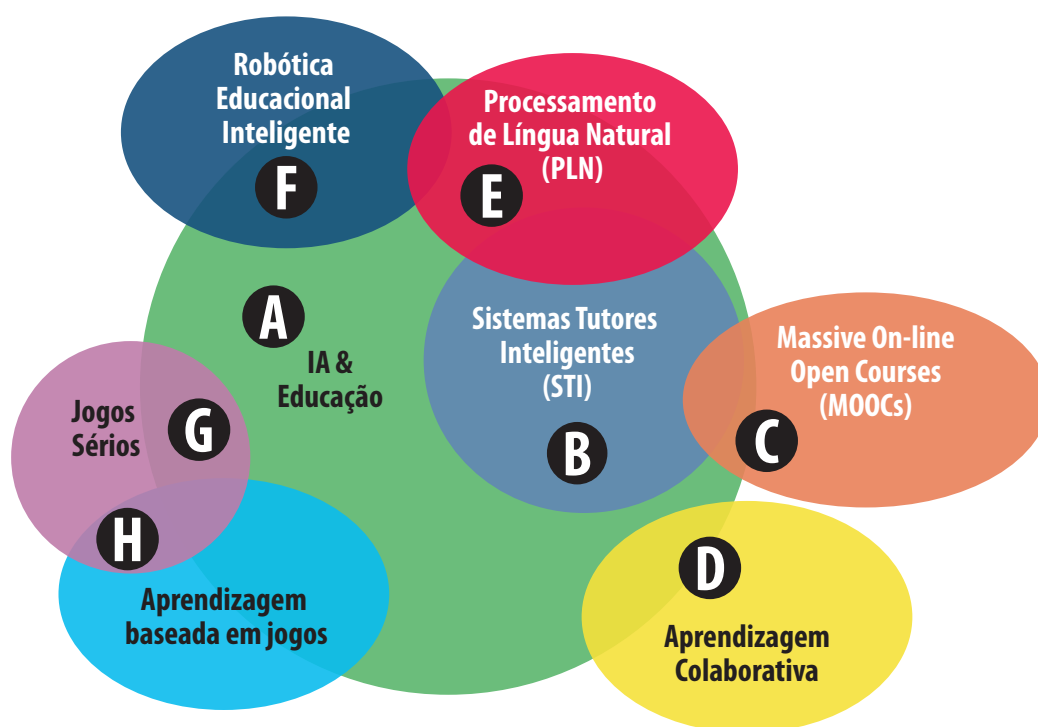 Robótica
Educacional
Inteligente
F
Processamento
de Língua Natural
(PLN)
E
A
IA &
Educação
Sistemas Tutores
Inteligentes
(STI)
B
Massive On-line
Open Courses
(MOOCs)
C
Jogos
Sérios
G
H
Aprendizagem
baseada em jogos
D
Aprendizagem
Colaborativa